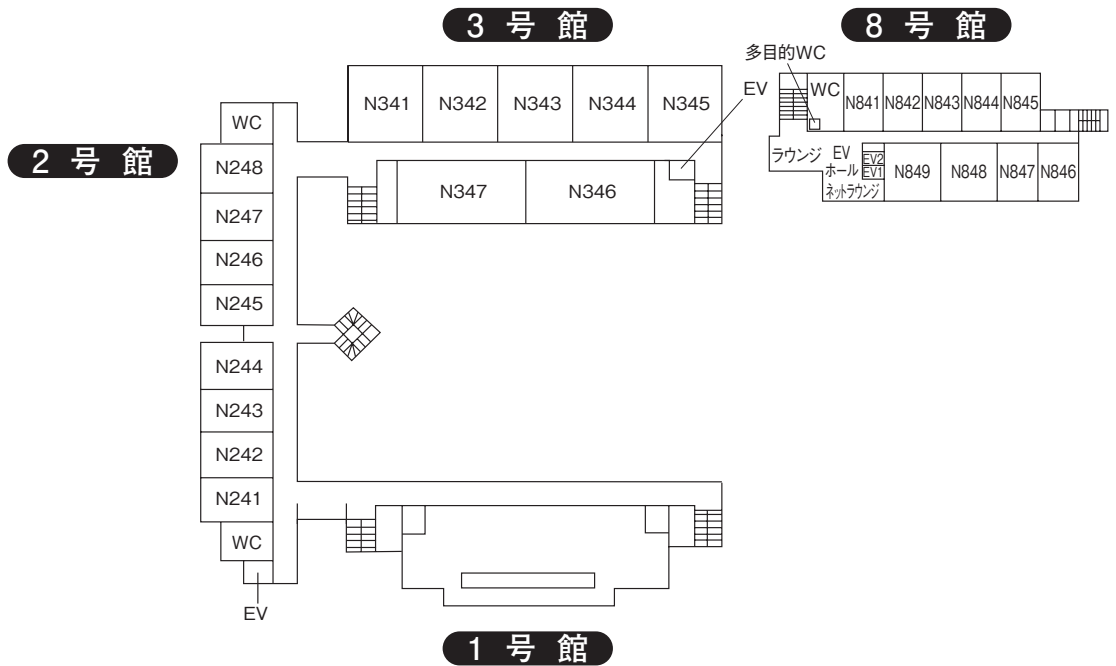 3 号 館
8 号 館
多目的WC
EV
N341
N342
N343
N344
N345
WC
N841
N842
N843
N844
N845
WC
2 号 館
N248
N247
N246
N245
N244
N243
N242
N241
WC
EV
N347
N346
ラウンジ
EV
ホール
ネットラウンジ
EV2
EV1
N849
N848
N847
N846
1 号 館